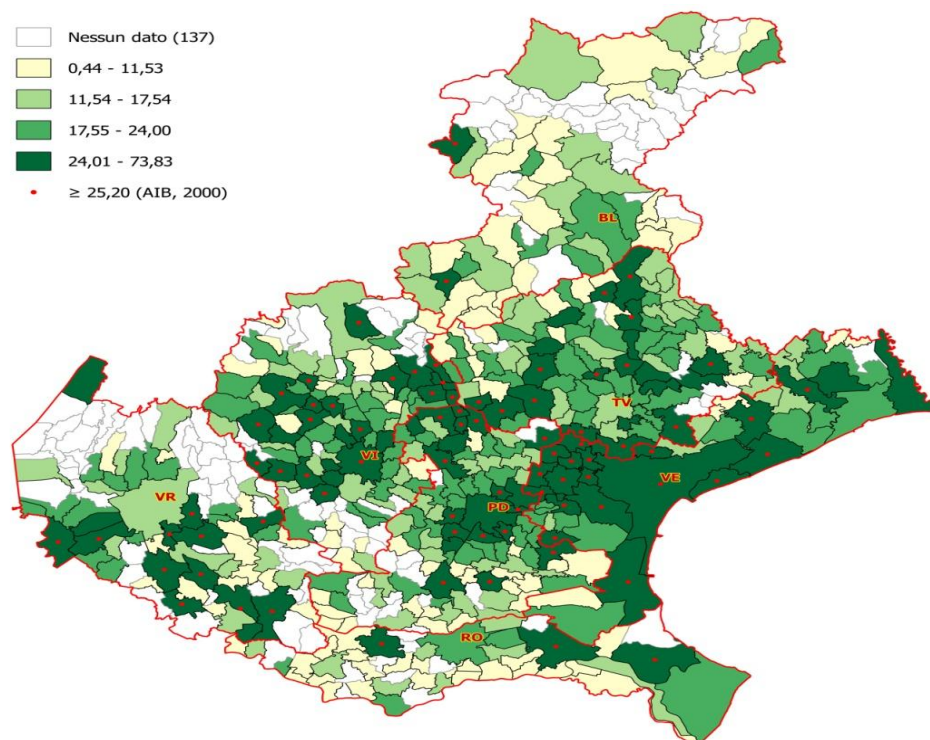 Nessun dato (137)
0,44 - 11,53
11,54 - 17,54
17,55 - 24,00
24,01 - 73,83
≥ 25,20 (AIB, 2000)
BL
TV
VI
VE
VR
PD
RO